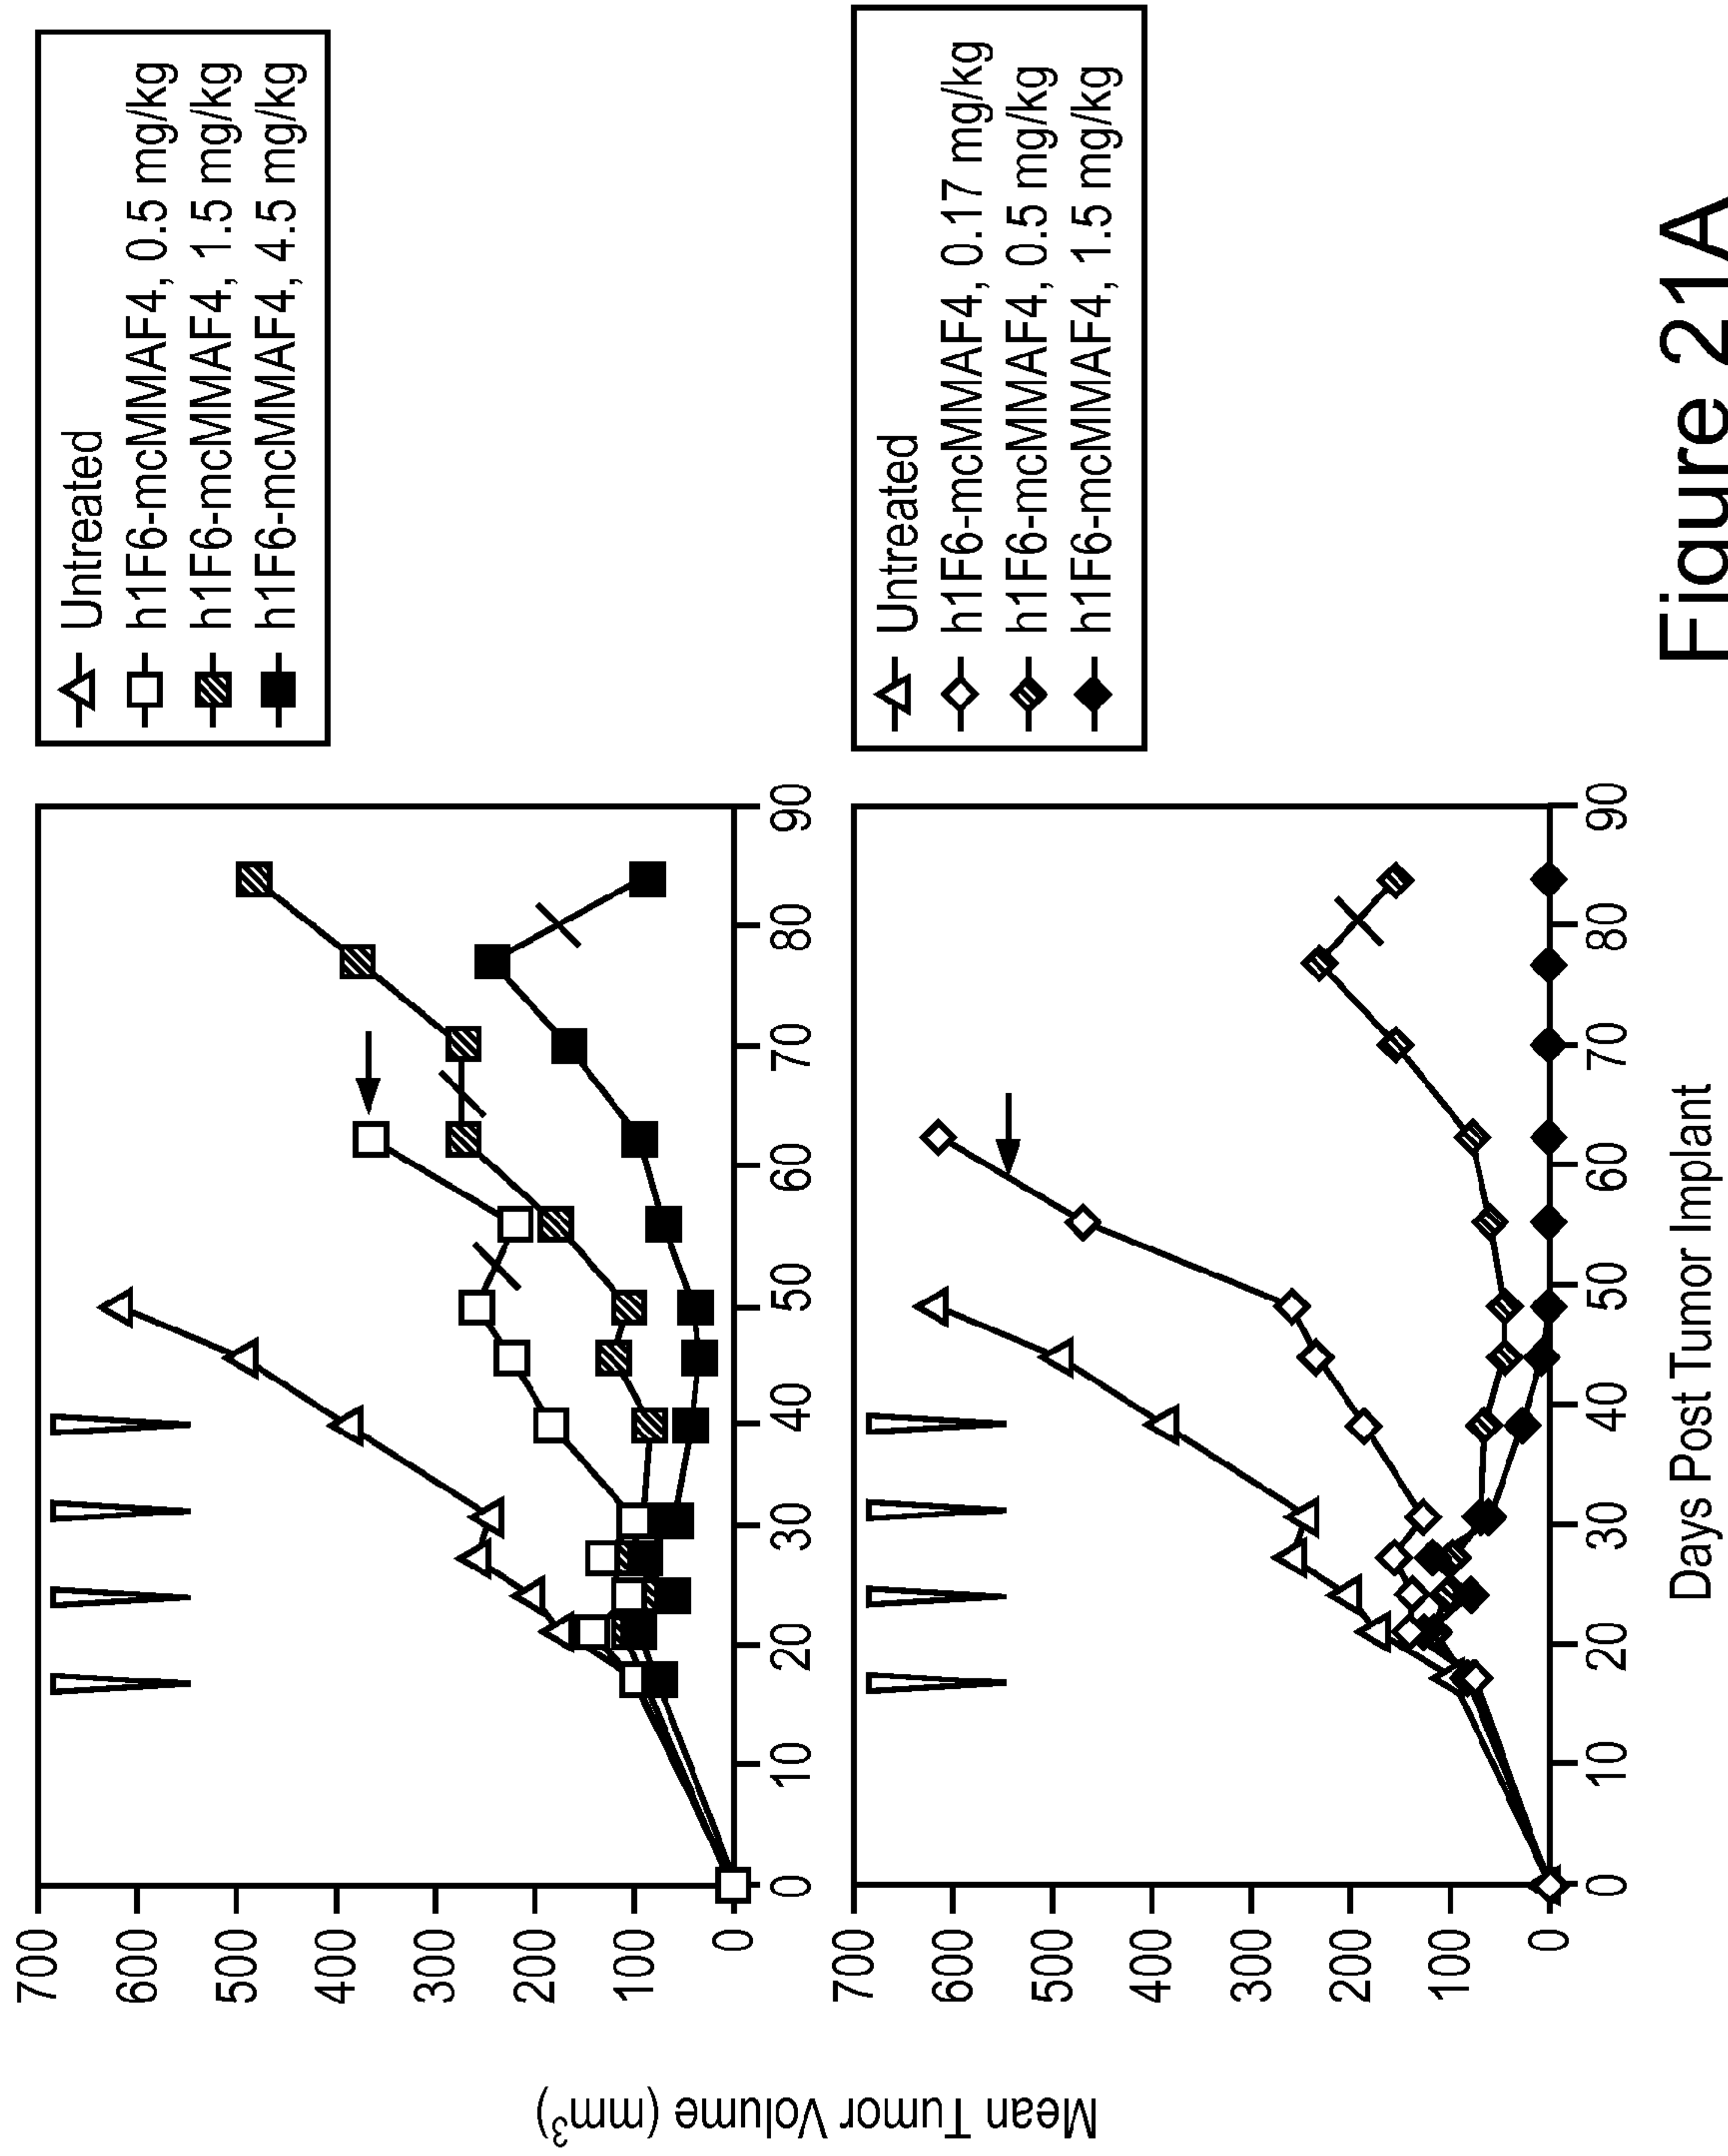 Mean Tumor Volume (mm³)
700
600
500
400
300
200
100
0
0 10 20 30 40 50 60 70 80 90
Untreated
h1F6-mcMMAF4, 0.5 mg/kg
h1F6-mcMMAF4, 1.5 mg/kg
h1F6-mcMMAF4, 4.5 mg/kg
700
600
500
400
300
200
100
0
0 10 20 30 40 50 60 70 80 90
Untreated
h1F6-mcMMAF4, 0.17 mg/kg
h1F6-mcMMAF4, 0.5 mg/kg
h1F6-mcMMAF4, 1.5 mg/kg
Days Post Tumor Implant
Figure 21A